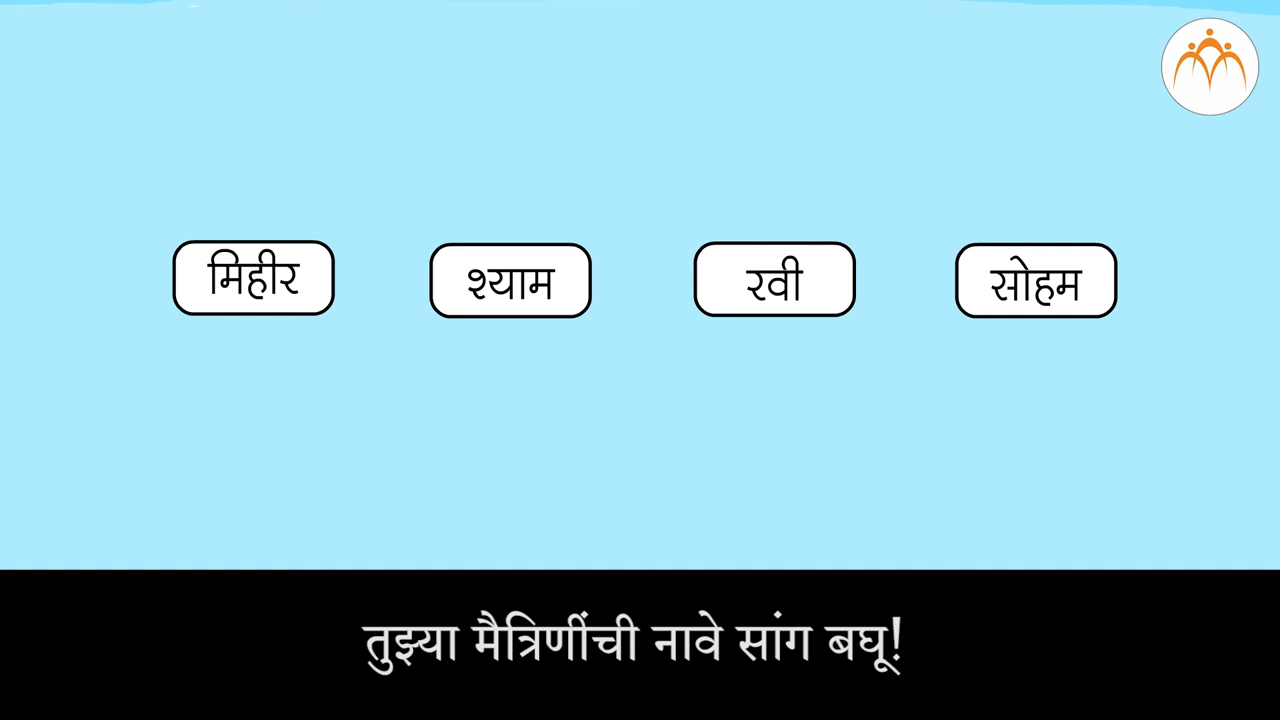 मिहीर श्याम रवी सोहम
तुझ्या मैत्रिणींची नावे सांग बघू!